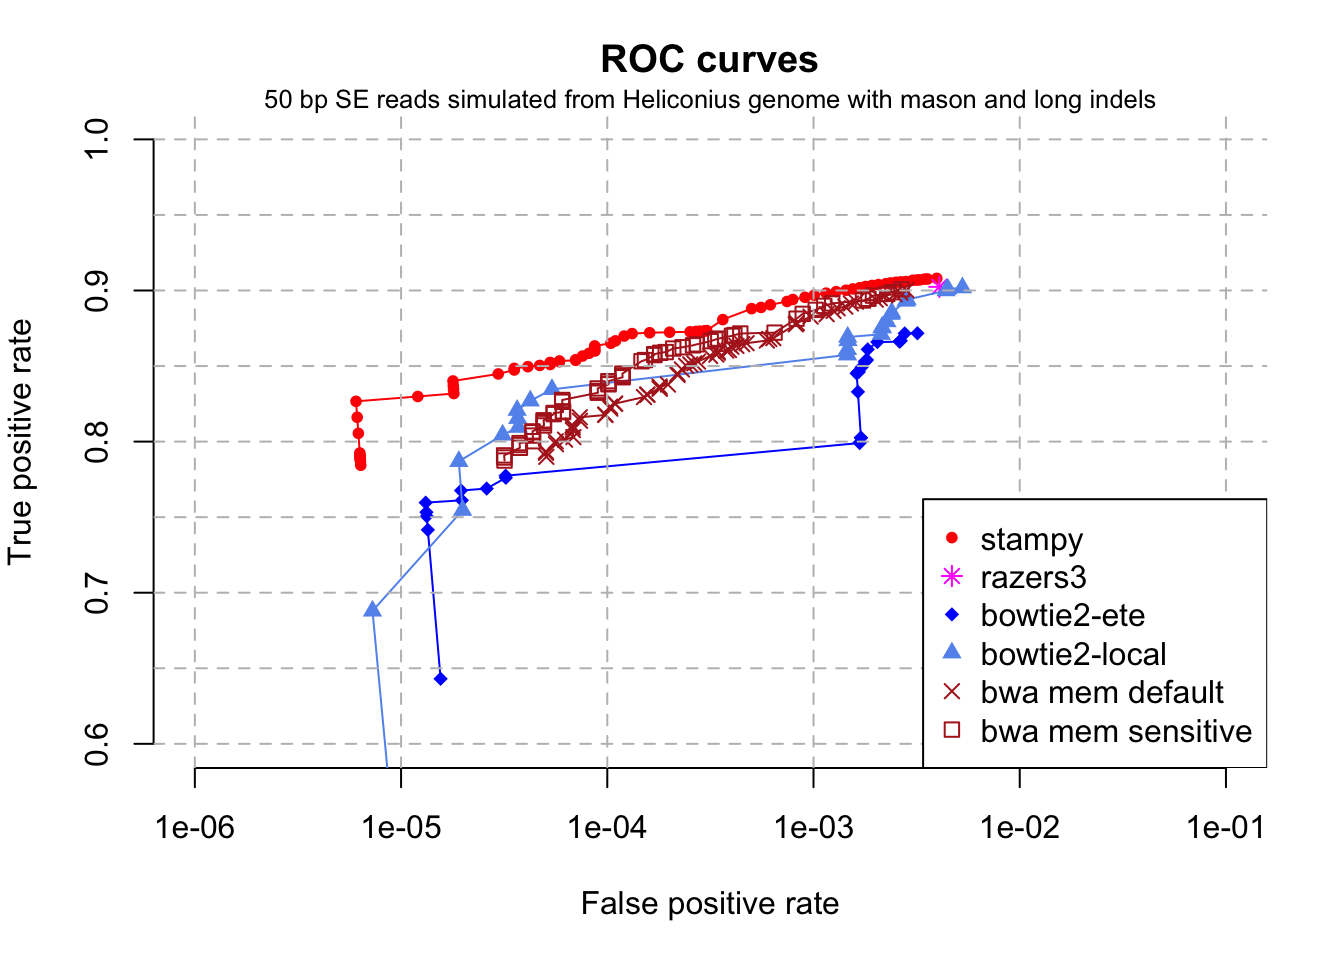 ROC curves
50 bp SE reads simulated from Heliconius genome with mason and long indels
True positive rate
1.0
0.9
0.8
0.7
0.6
stampy
razers3
bowtie2-ete
bowtie2-local
bwa mem default
bwa mem sensitive
1e-06 1e-05 1e-04 1e-03 1e-02 1e-01
False positive rate